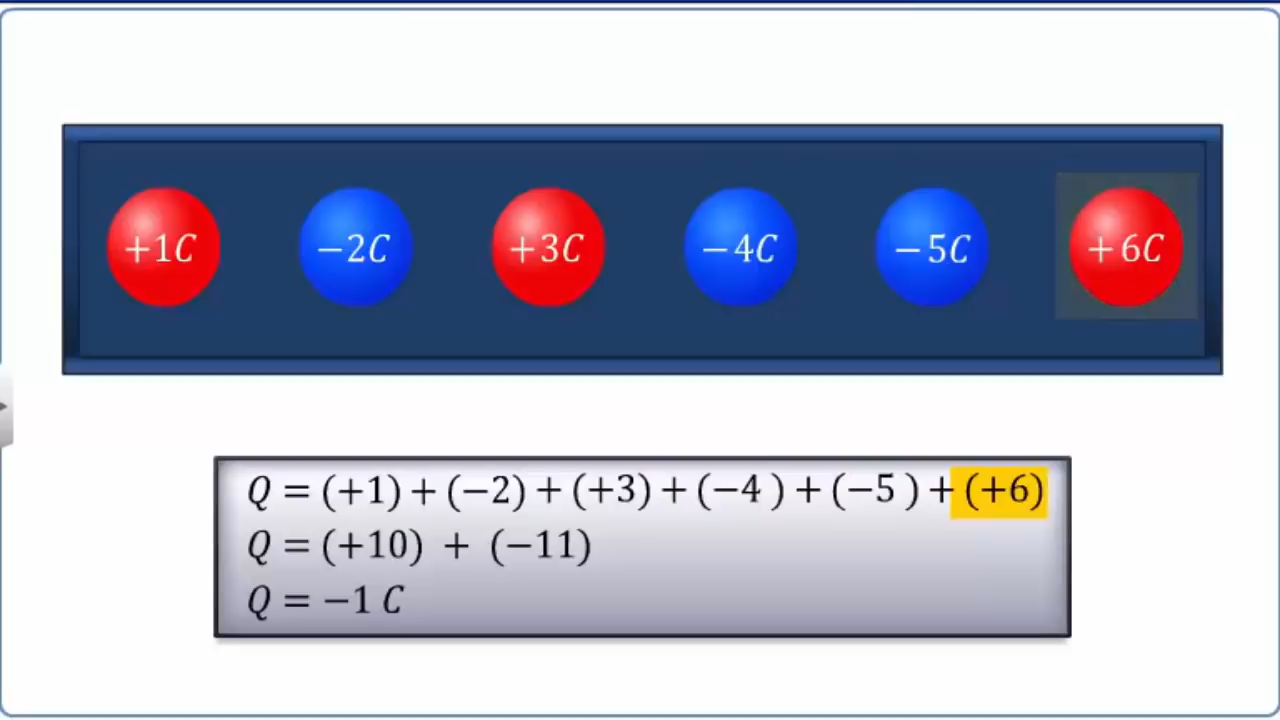 +1C −2C +3C −4C −5C +6C
Q = (+1) + (−2) + (+3) + (−4 ) + (−5 ) + (+6)
Q = (+10) + (−11)
Q = −1 C